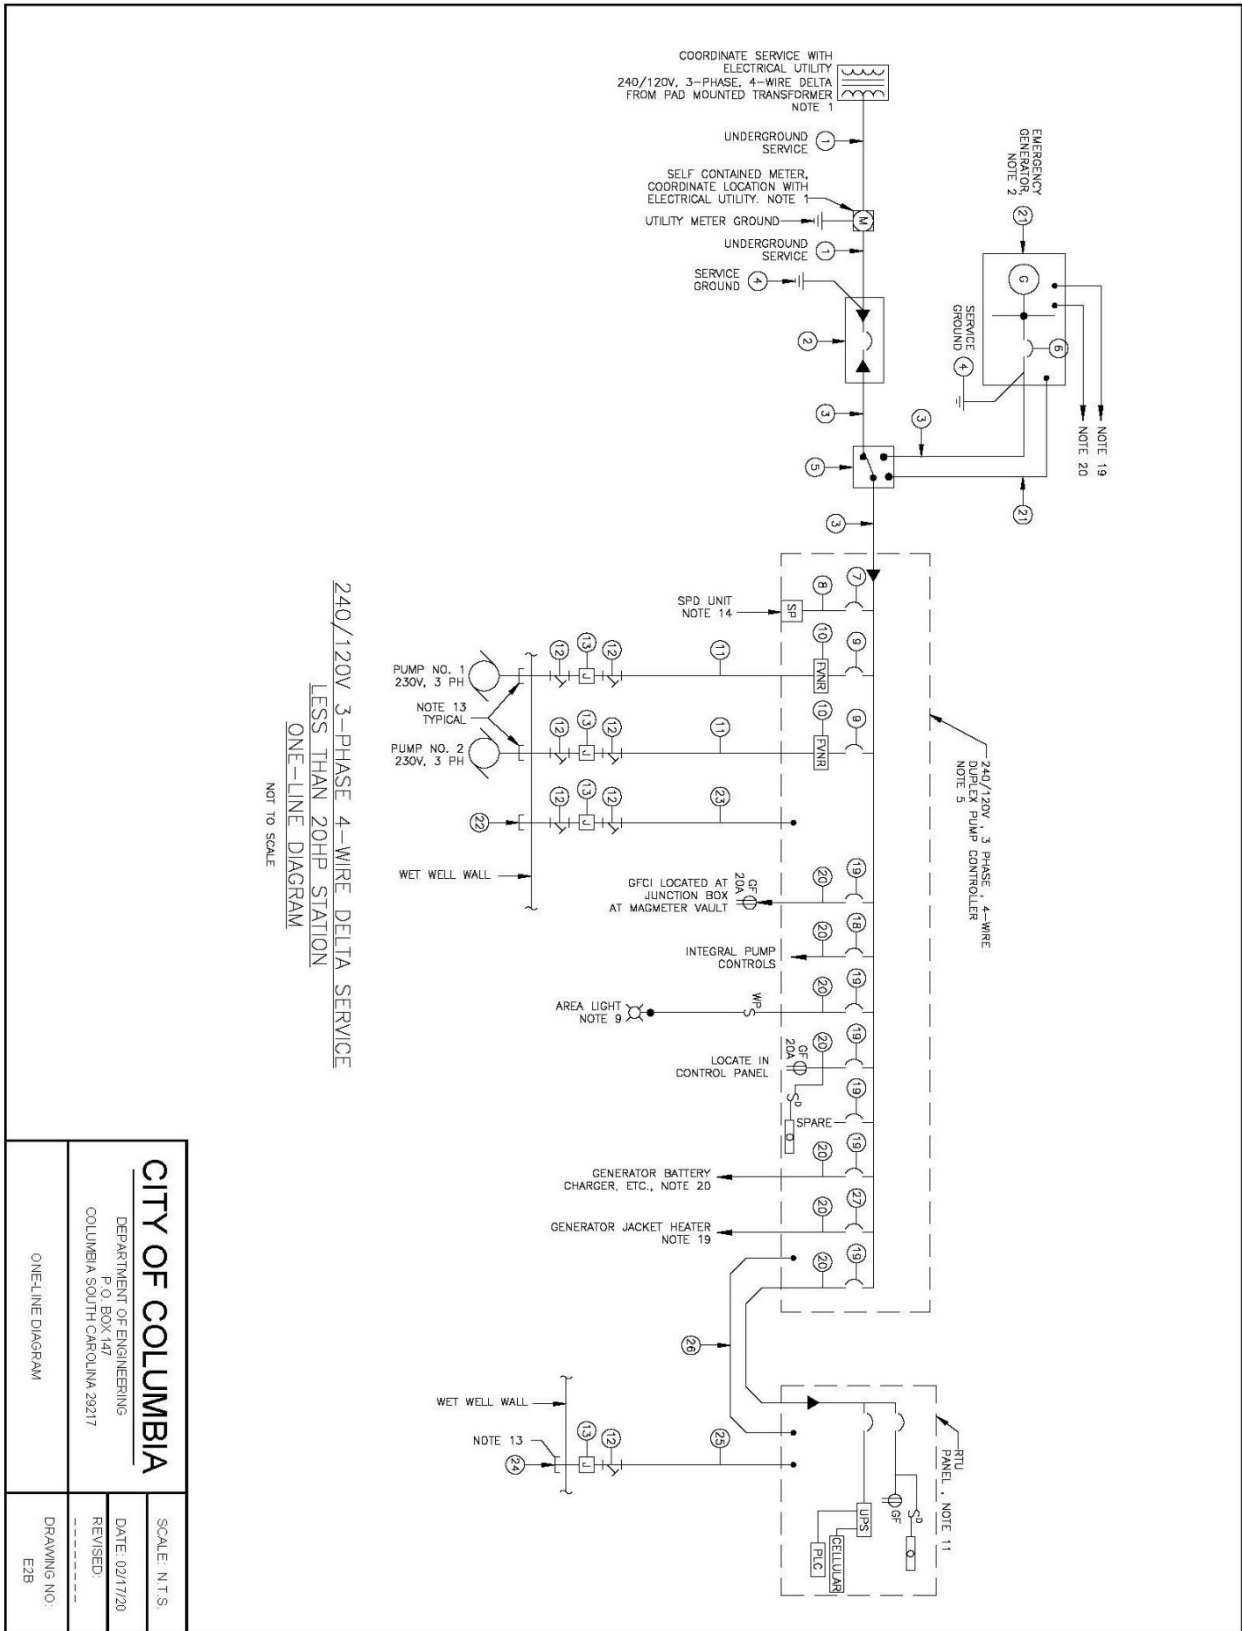 COORDINATE SERVICE WITH
ELECTRICAL UTILITY
240/120V, 3-PHASE, 4-WIRE DELTA
FROM PAD MOUNTED TRANSFORMER
NOTE 1
UNDERGROUND
SERVICE
1
SELF CONTAINED METER,
COORDINATE LOCATION WITH
ELECTRICAL UTILITY. NOTE 1
M
UTILITY METER GROUND
UNDERGROUND
SERVICE
1
SERVICE
GROUND
4
2
3
5
3
EMERGENCY
GENERATOR,
NOTE 2
21
G
6
SERVICE
GROUND
4
NOTE 19
NOTE 20
3
21
240/120V , 3 PHASE , 4-WIRE
DUPLEX PUMP CONTROLLER
NOTE 5
7
8
SPD UNIT
NOTE 14
SP
9
10
FVNR
11
12
13
J
12
PUMP NO. 1
230V, 3 PH
NOTE 13
TYPICAL
9
10
FVNR
11
12
13
J
12
PUMP NO. 2
230V, 3 PH
23
12
13
J
12
22
WET WELL WALL
19
20
GF
20A
GFCI LOCATED AT
JUNCTION BOX
AT MAGMETER VAULT
18
20
INTEGRAL PUMP
CONTROLS
19
20
WP
S
AREA LIGHT
NOTE 9
19
20
GF
20A
LOCATE IN
CONTROL PANEL
S D
19
SPARE
19
20
GENERATOR BATTERY
CHARGER, ETC., NOTE 20
27
20
GENERATOR JACKET HEATER
NOTE 19
19
20
26
RTU
PANEL , NOTE 11
S D
GF
UPS
CELLULAR
PLC
25
12
13
J
24
WET WELL WALL
NOTE 13
240/120V 3-PHASE 4-WIRE DELTA SERVICE
LESS THAN 20HP STATION
ONE-LINE DIAGRAM
NOT TO SCALE
CITY OF COLUMBIA
DEPARTMENT OF ENGINEERING
P.O. BOX 147
COLUMBIA SOUTH CAROLINA 29217
ONE-LINE DIAGRAM
SCALE: N.T.S.
DATE: 02/17/20
REVISED:
-------
DRAWING NO.:
E2B